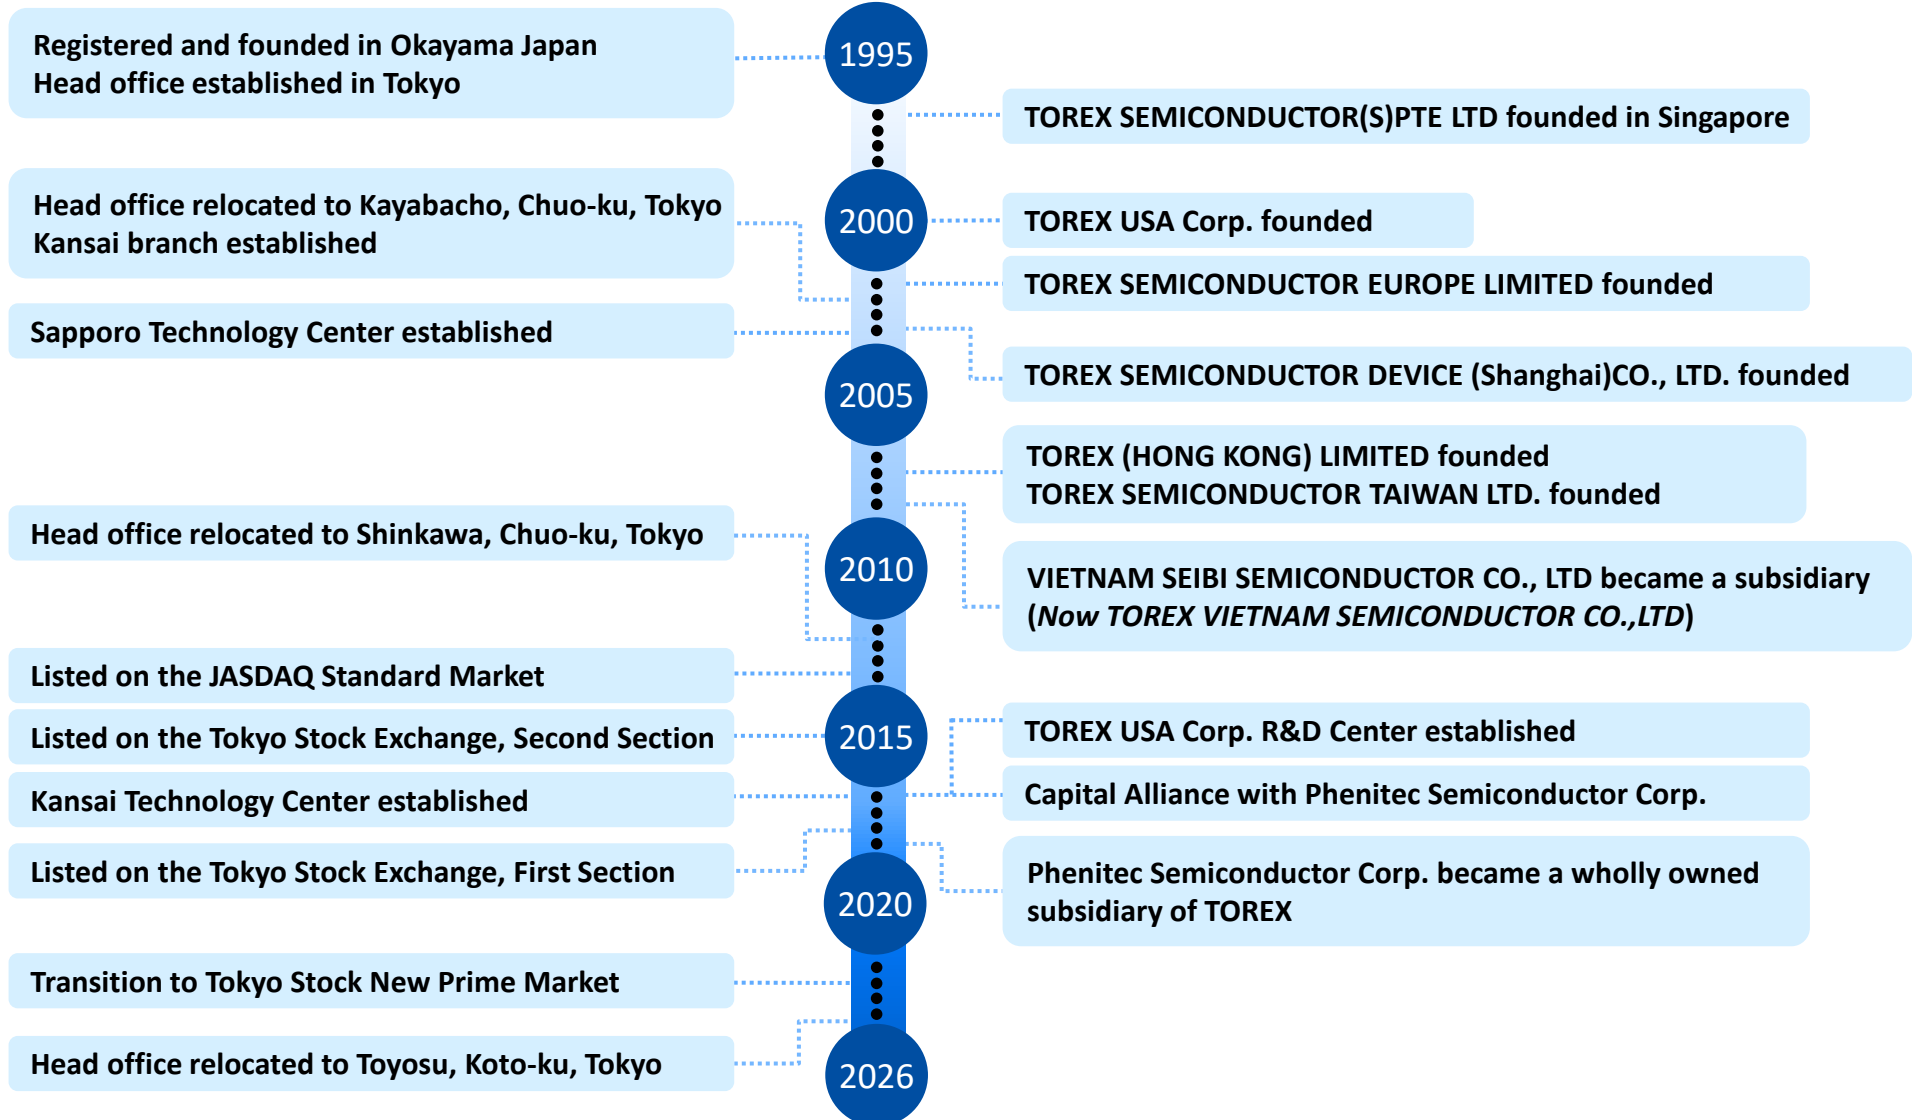 Registered and founded in Okayama Japan
Head office established in Tokyo
1995
TOREX SEMICONDUCTOR(S)PTE LTD founded in Singapore
Head office relocated to Kayabacho, Chuo-ku, Tokyo
Kansai branch established
2000
TOREX USA Corp. founded
TOREX SEMICONDUCTOR EUROPE LIMITED founded
Sapporo Technology Center established
TOREX SEMICONDUCTOR DEVICE (Shanghai)CO., LTD. founded
2005
TOREX (HONG KONG) LIMITED founded
TOREX SEMICONDUCTOR TAIWAN LTD. founded
Head office relocated to Shinkawa, Chuo-ku, Tokyo
2010
VIETNAM SEIBI SEMICONDUCTOR CO., LTD became a subsidiary
(Now TOREX VIETNAM SEMICONDUCTOR CO.,LTD)
Listed on the JASDAQ Standard Market
Listed on the Tokyo Stock Exchange, Second Section
2015
TOREX USA Corp. R&D Center established
Kansai Technology Center established
Capital Alliance with Phenitec Semiconductor Corp.
Listed on the Tokyo Stock Exchange, First Section
Phenitec Semiconductor Corp. became a wholly owned
subsidiary of TOREX
2020
Transition to Tokyo Stock New Prime Market
Head office relocated to Toyosu, Koto-ku, Tokyo
2026